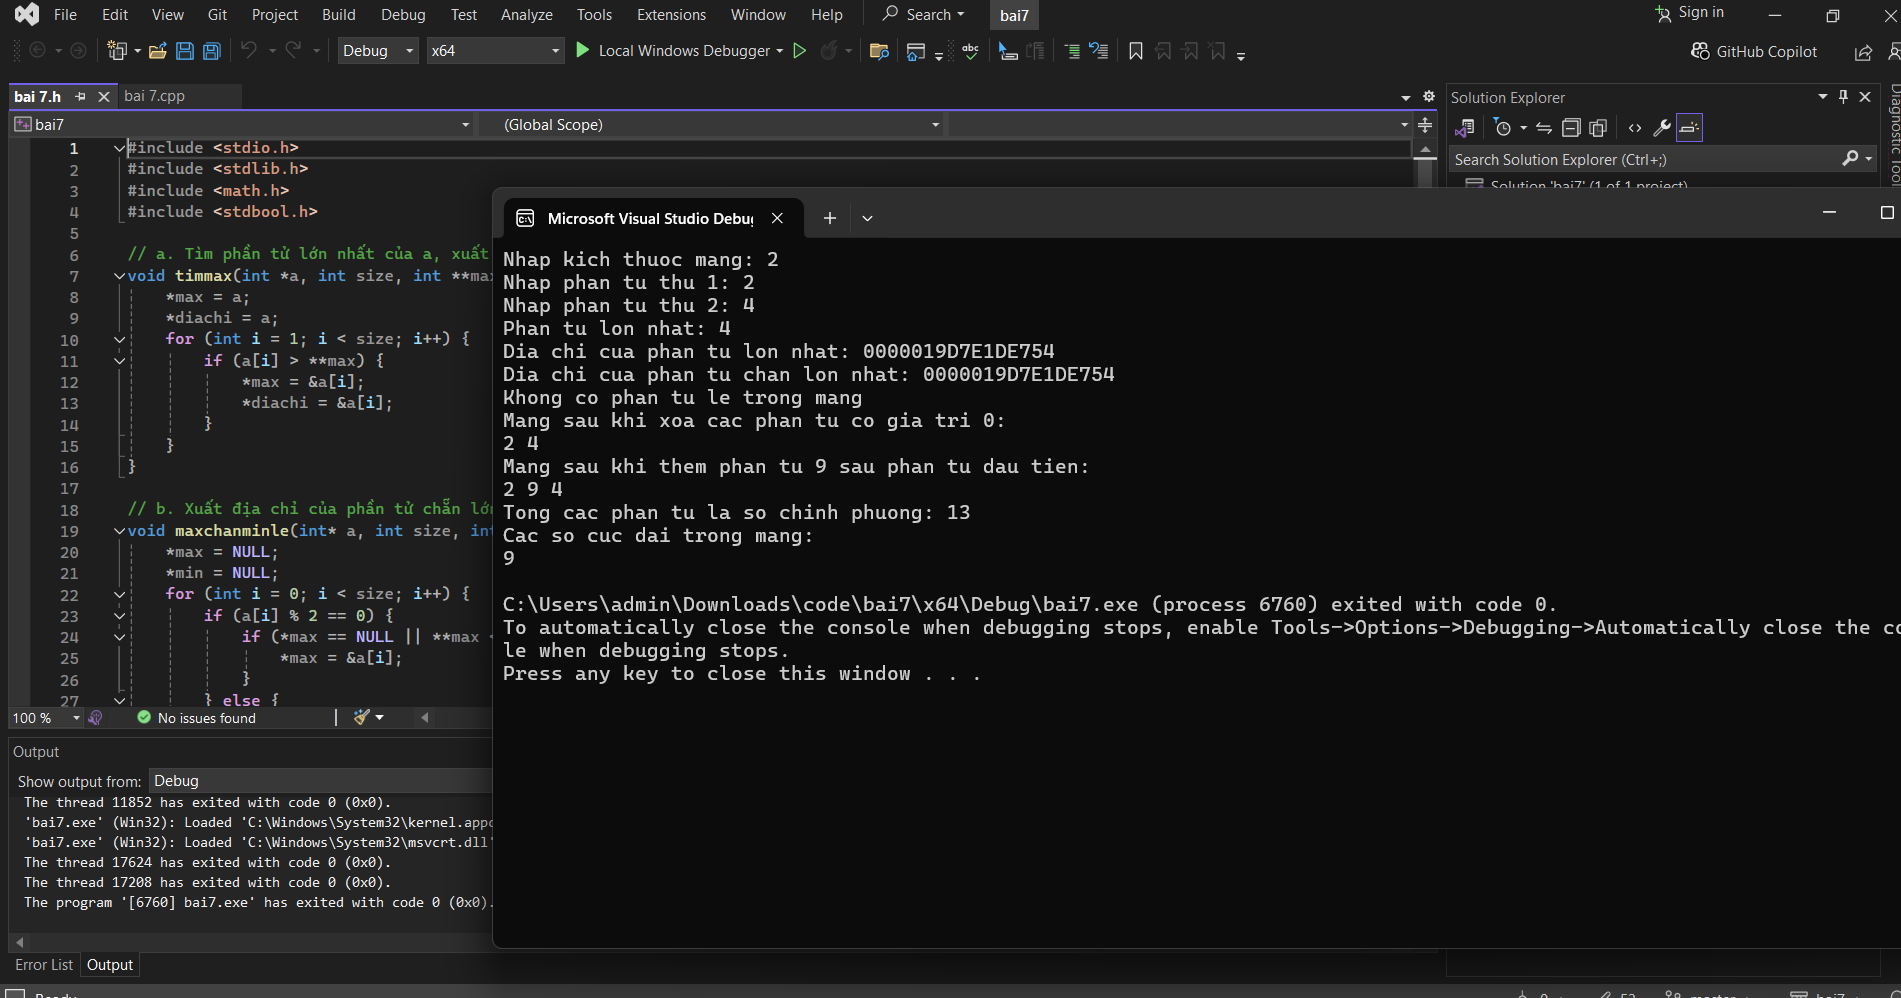 File Edit View Git Project Build Debug Test Analyze Tools Extensions Window Help Search bai7 Sign in
Debug x64 Local Windows Debugger GitHub Copilot
bai 7.h bai 7.cpp
bai7 (Global Scope)
1 #include <stdio.h>
2 #include <stdlib.h>
3 #include <math.h>
4 #include <stdbool.h>
5
6 // a. Tìm phần tử lớn nhất của a, xuất
7 void timmax(int *a, int size, int **max
8 *max = a;
9 *diachi = a;
10 for (int i = 1; i < size; i++) {
11 if (a[i] > **max) {
12 *max = &a[i];
13 *diachi = &a[i];
14 }
15 }
16 }
17
18 // b. Xuất địa chỉ của phần tử chẵn lớn
19 void maxchanminle(int* a, int size, int
20 *max = NULL;
21 *min = NULL;
22 for (int i = 0; i < size; i++) {
23 if (a[i] % 2 == 0) {
24 if (*max == NULL || **max <
25 *max = &a[i];
26 }
27 } else {
100 % No issues found
Output
Show output from: Debug
The thread 11852 has exited with code 0 (0x0).
'bai7.exe' (Win32): Loaded 'C:\Windows\System32\kernel.appc
'bai7.exe' (Win32): Loaded 'C:\Windows\System32\msvcrt.dll'
The thread 17624 has exited with code 0 (0x0).
The thread 17208 has exited with code 0 (0x0).
The program '[6760] bai7.exe' has exited with code 0 (0x0).
Error List Output
Ready
Microsoft Visual Studio Debug
Nhap kich thuoc mang: 2
Nhap phan tu thu 1: 2
Nhap phan tu thu 2: 4
Phan tu lon nhat: 4
Dia chi cua phan tu lon nhat: 0000019D7E1DE754
Dia chi cua phan tu chan lon nhat: 0000019D7E1DE754
Khong co phan tu le trong mang
Mang sau khi xoa cac phan tu co gia tri 0:
2 4
Mang sau khi them phan tu 9 sau phan tu dau tien:
2 9 4
Tong cac phan tu la so chinh phuong: 13
Cac so cuc dai trong mang:
9
C:\Users\admin\Downloads\code\bai7\x64\Debug\bai7.exe (process 6760) exited with code 0.
To automatically close the console when debugging stops, enable Tools->Options->Debugging->Automatically close the co
le when debugging stops.
Press any key to close this window . . .
Solution Explorer
Search Solution Explorer (Ctrl+;)
Solution 'bai7' (1 of 1 project)
Diagnostic Tool